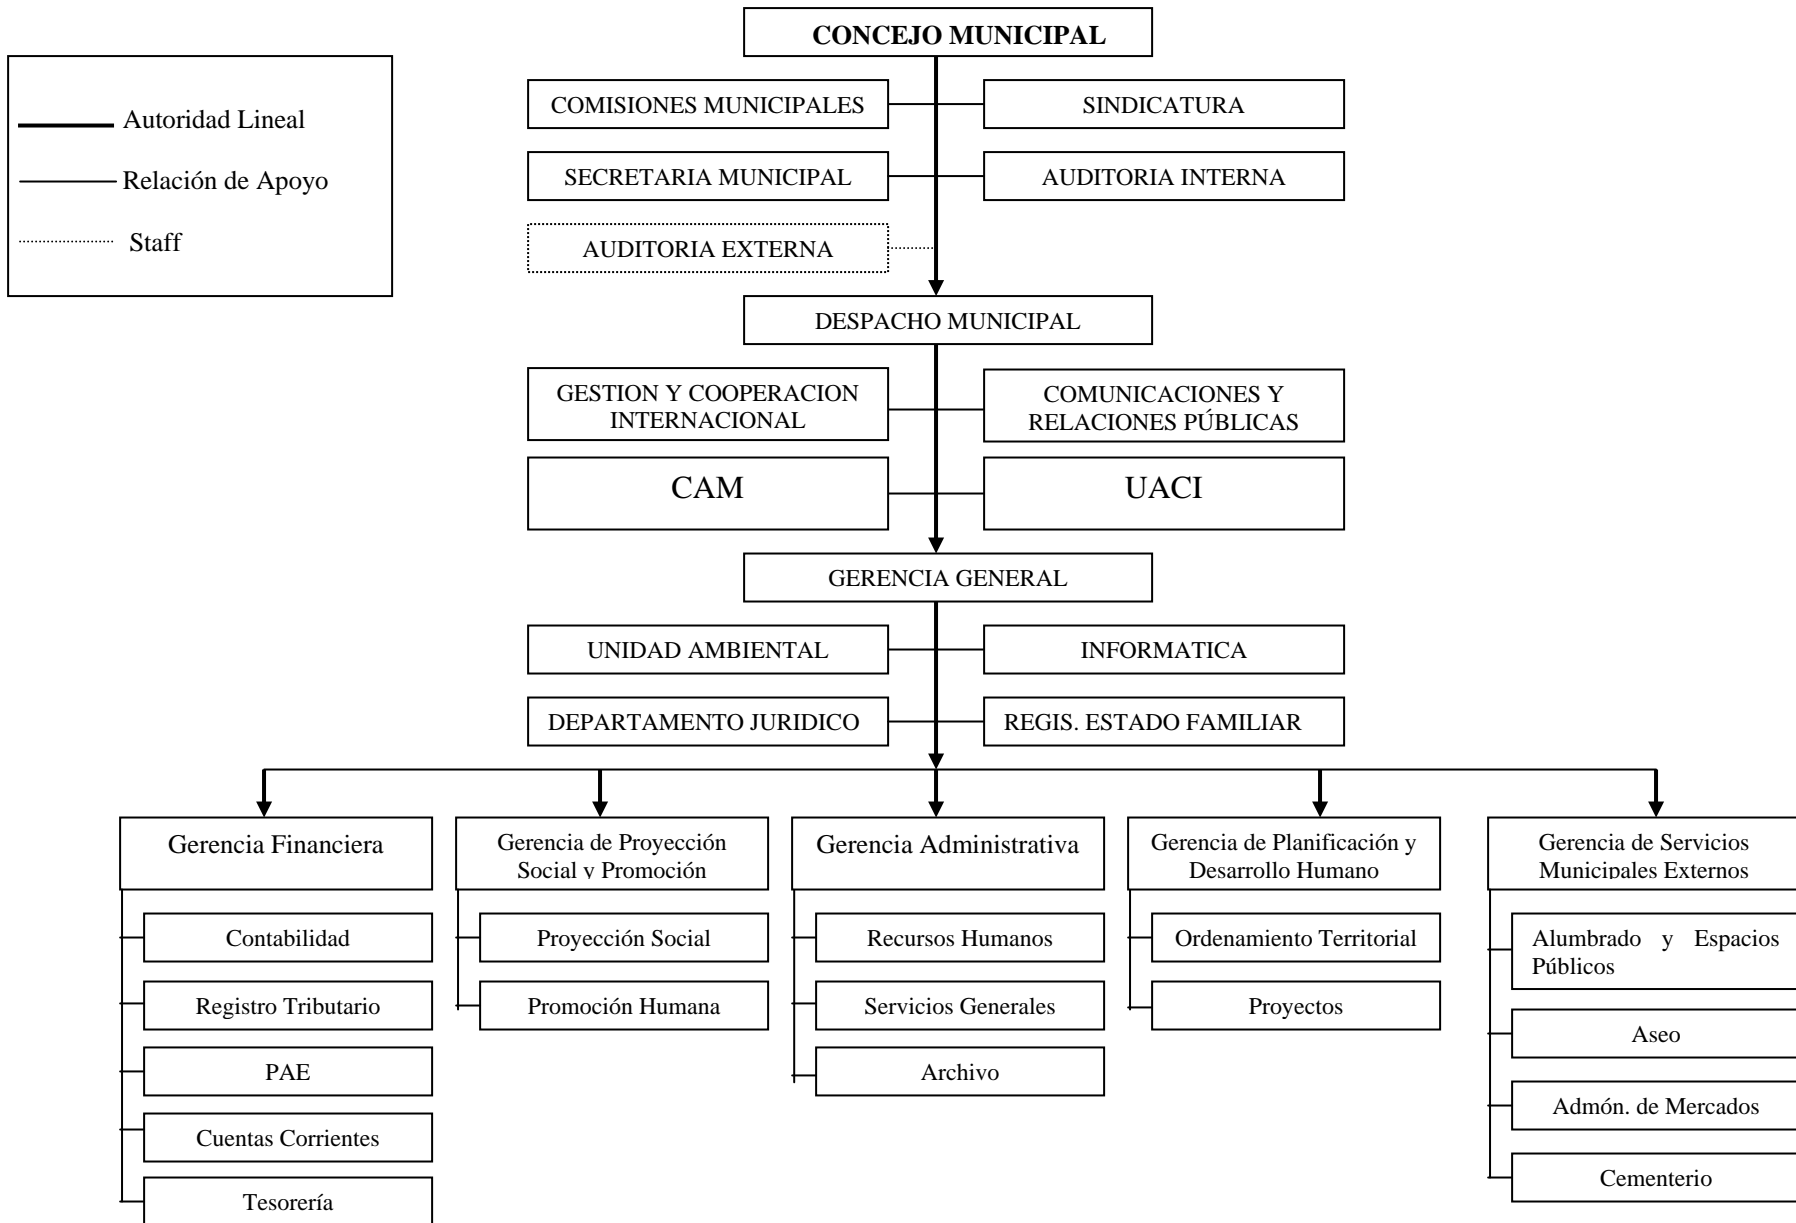 CONCEJO MUNICIPAL
Autoridad Lineal
Relación de Apoyo
Staff
COMISIONES MUNICIPALES
SINDICATURA
SECRETARIA MUNICIPAL
AUDITORIA INTERNA
AUDITORIA EXTERNA
DESPACHO MUNICIPAL
GESTION Y COOPERACION
INTERNACIONAL
COMUNICACIONES Y
RELACIONES PÚBLICAS
CAM
UACI
GERENCIA GENERAL
UNIDAD AMBIENTAL
INFORMATICA
DEPARTAMENTO JURIDICO
REGIS. ESTADO FAMILIAR
Gerencia Financiera
Contabilidad
Registro Tributario
PAE
Cuentas Corrientes
Tesorería
Gerencia de Proyección
Social y Promoción
Proyección Social
Promoción Humana
Gerencia Administrativa
Recursos Humanos
Servicios Generales
Archivo
Gerencia de Planificación y
Desarrollo Humano
Ordenamiento Territorial
Proyectos
Gerencia de Servicios
Municipales Externos
Alumbrado y Espacios
Públicos
Aseo
Admón. de Mercados
Cementerio